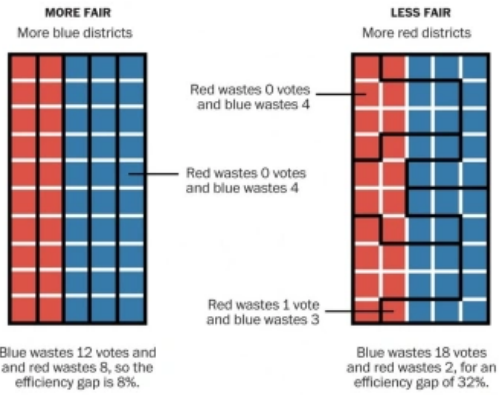 MORE FAIR
More blue districts
LESS FAIR
More red districts
Red wastes 0 votes
and blue wastes 4
Red wastes 0 votes
and blue wastes 4
Red wastes 1 vote
and blue wastes 3
Blue wastes 12 votes and
and red wastes 8, so the
efficiency gap is 8%.
Blue wastes 18 votes
and red wastes 2, for an
efficiency gap of 32%.